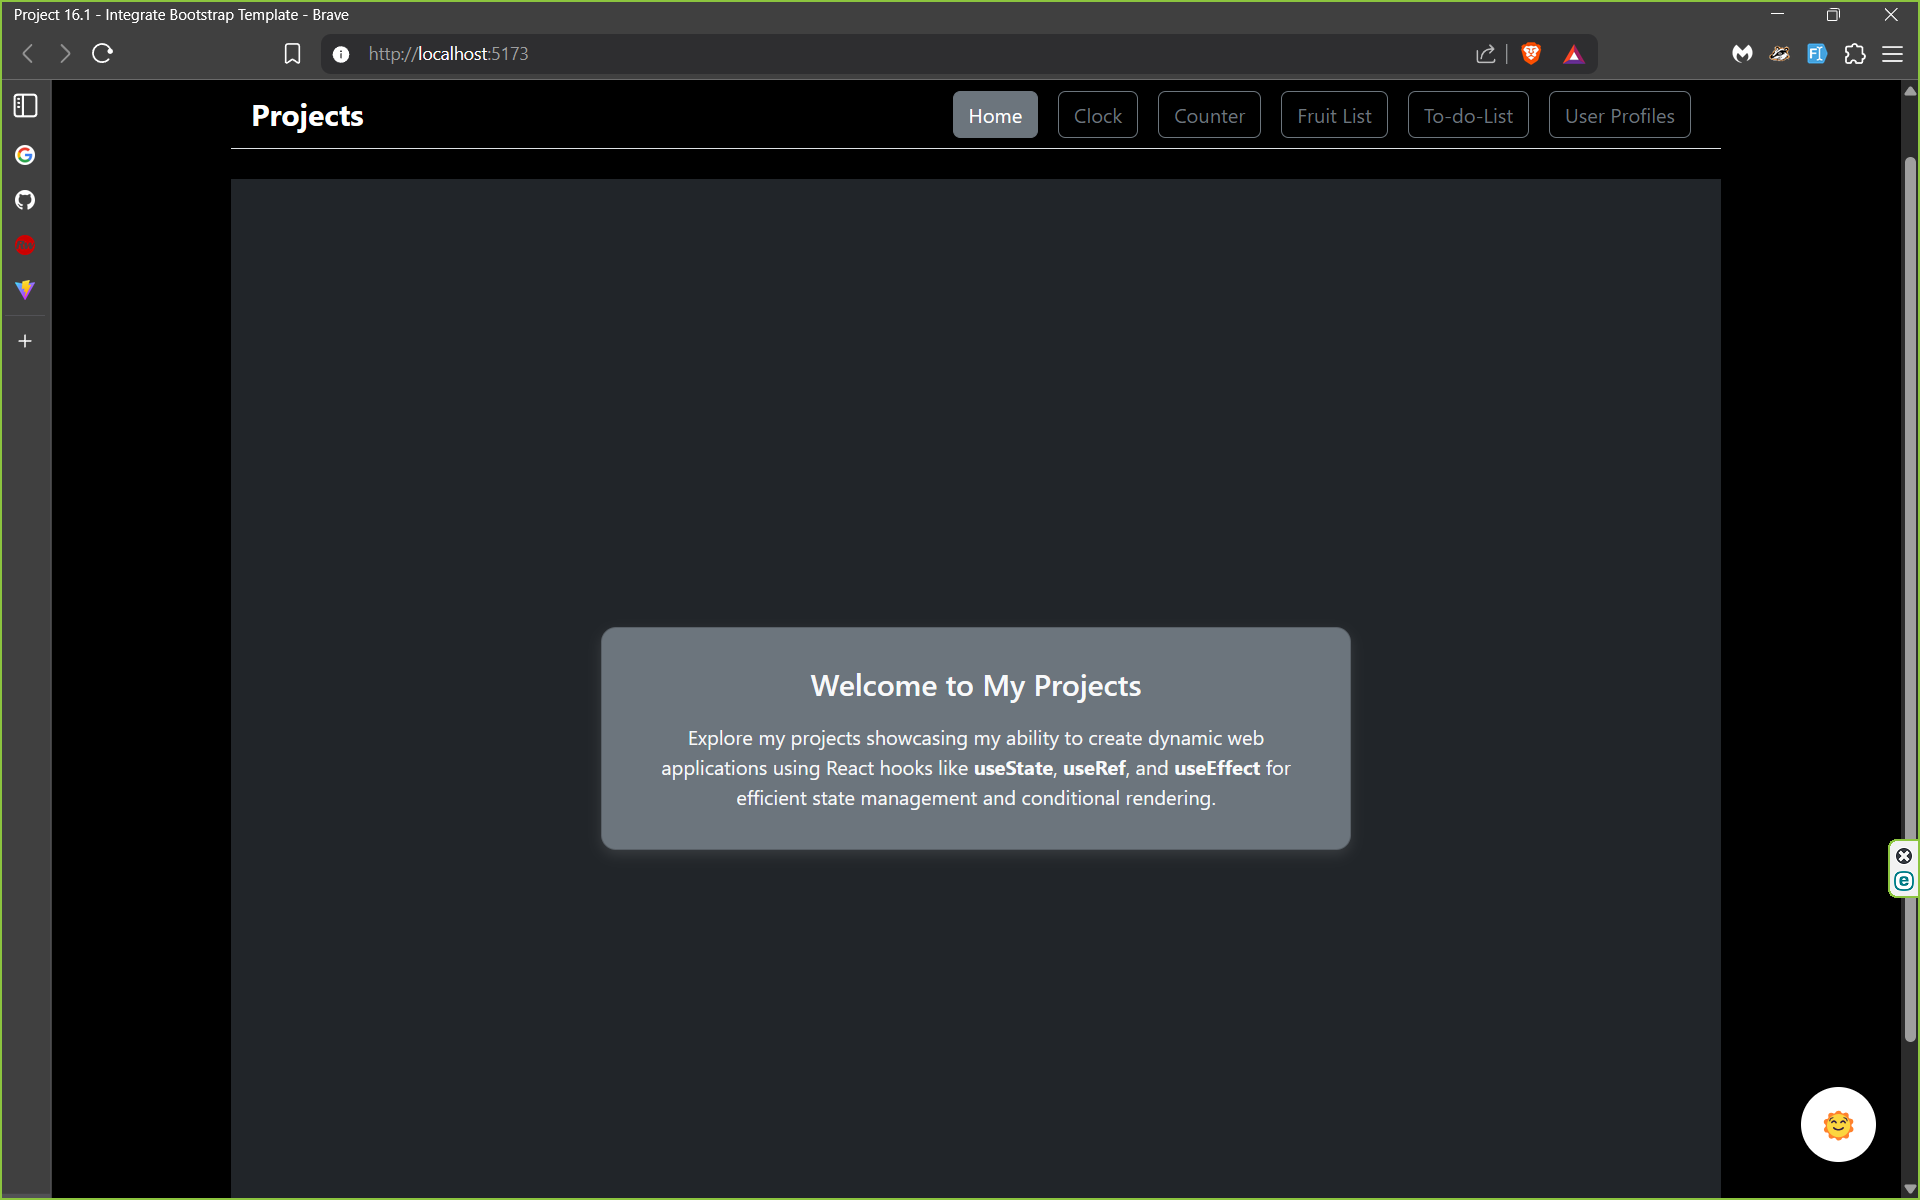 Project 16.1 - Integrate Bootstrap Template - Brave
http://localhost:5173
Projects
Home
Clock
Counter
Fruit List
To-do-List
User Profiles
Welcome to My Projects
Explore my projects showcasing my ability to create dynamic web
applications using React hooks like useState, useRef, and useEffect for
efficient state management and conditional rendering.